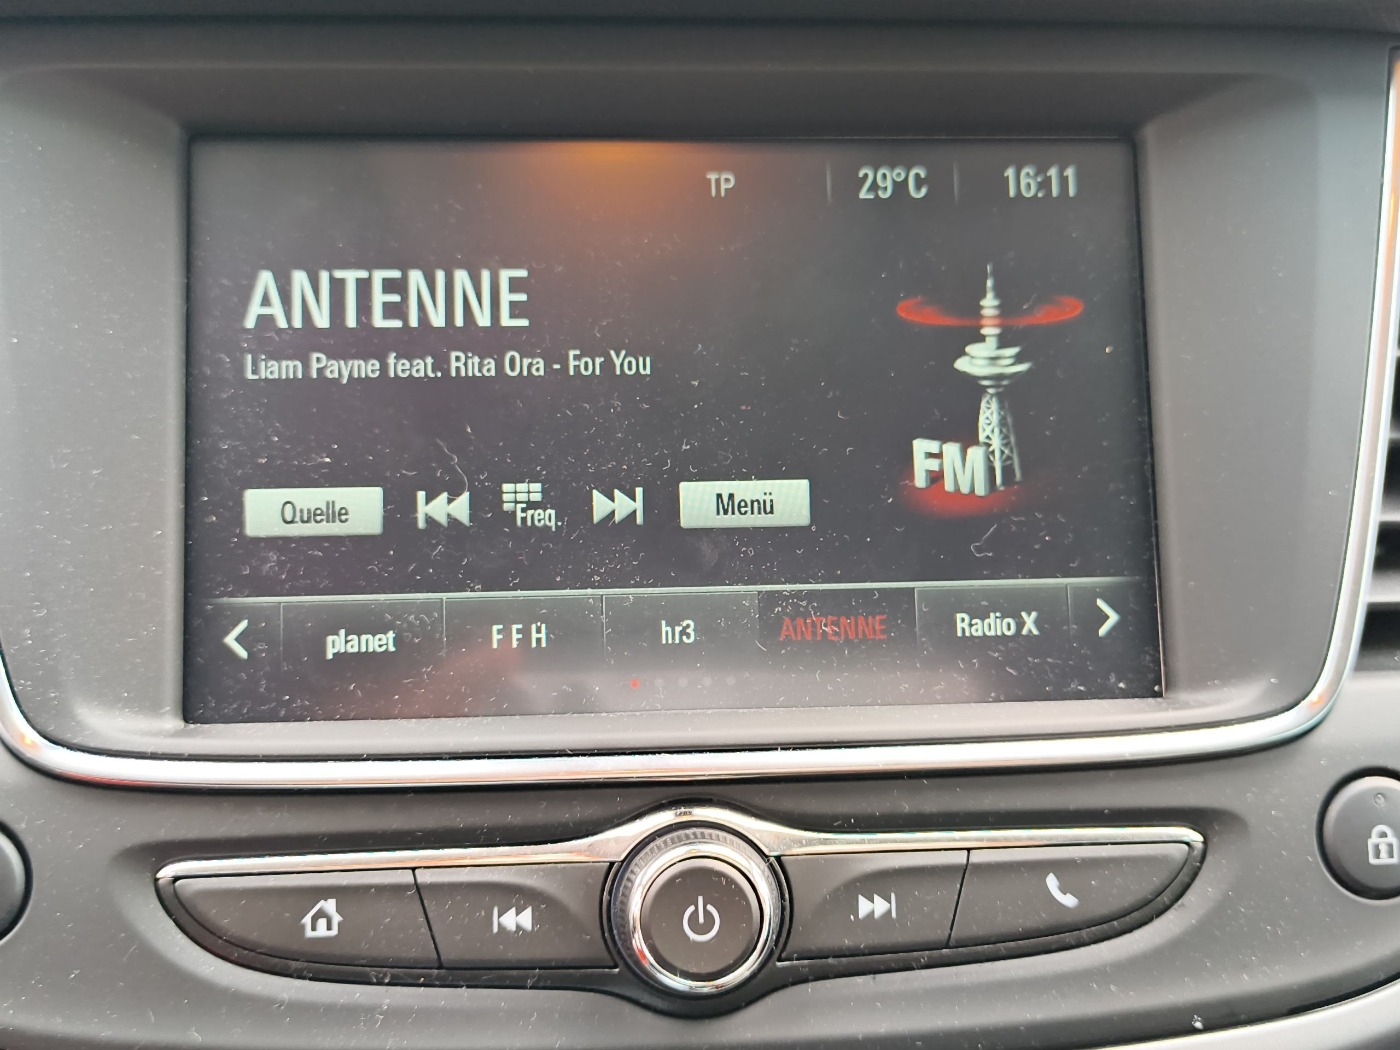 TP 29°C 16:11
ANTENNE
Liam Payne feat. Rita Ora - For You
FM
Quelle Freq. Menü
planet F F H hr3 ANTENNE Radio X